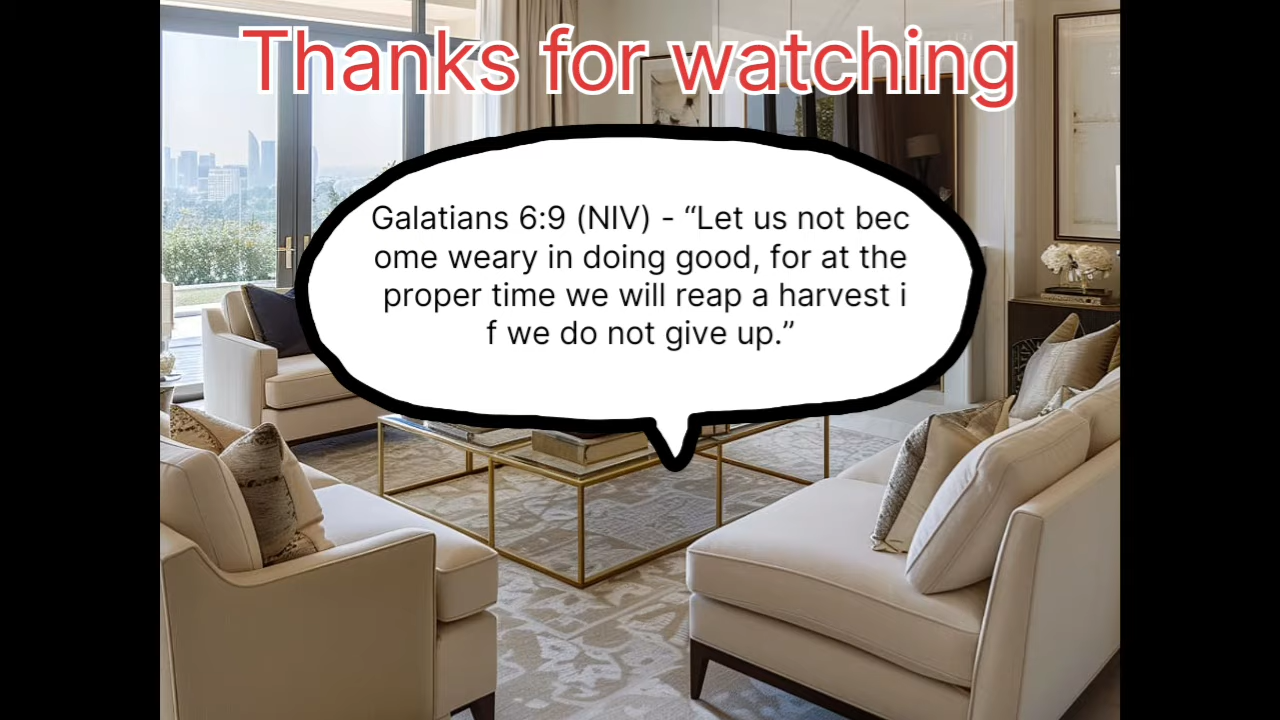 Thanks for watching
Galatians 6:9 (NIV) - “Let us not bec
ome weary in doing good, for at the
proper time we will reap a harvest i
f we do not give up.”